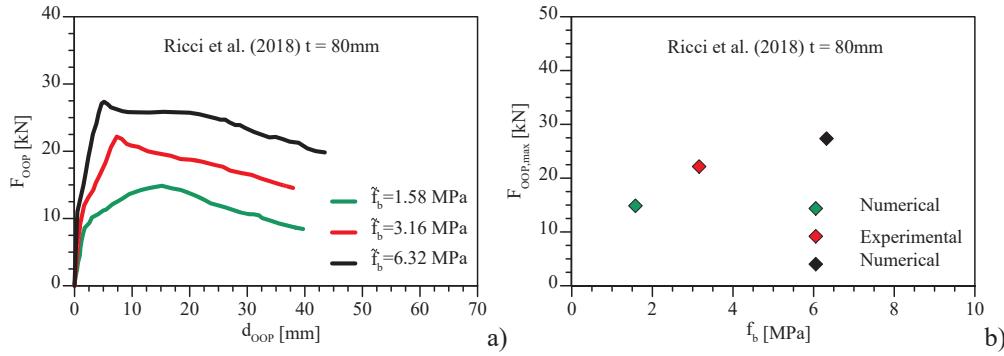 Ricci et al. (2018) t = 80mm
F_OOP [kN]
40
30
20
10
0
0 10 20 30 40 50 60 70
d_OOP [mm]
f̃_b=1.58 MPa
f̃_b=3.16 MPa
f̃_b=6.32 MPa
a)
Ricci et al. (2018) t = 80mm
F_OOP,max [kN]
50
40
30
20
10
0
0 2 4 6 8 10
f_b [MPa]
Numerical
Experimental
Numerical
b)